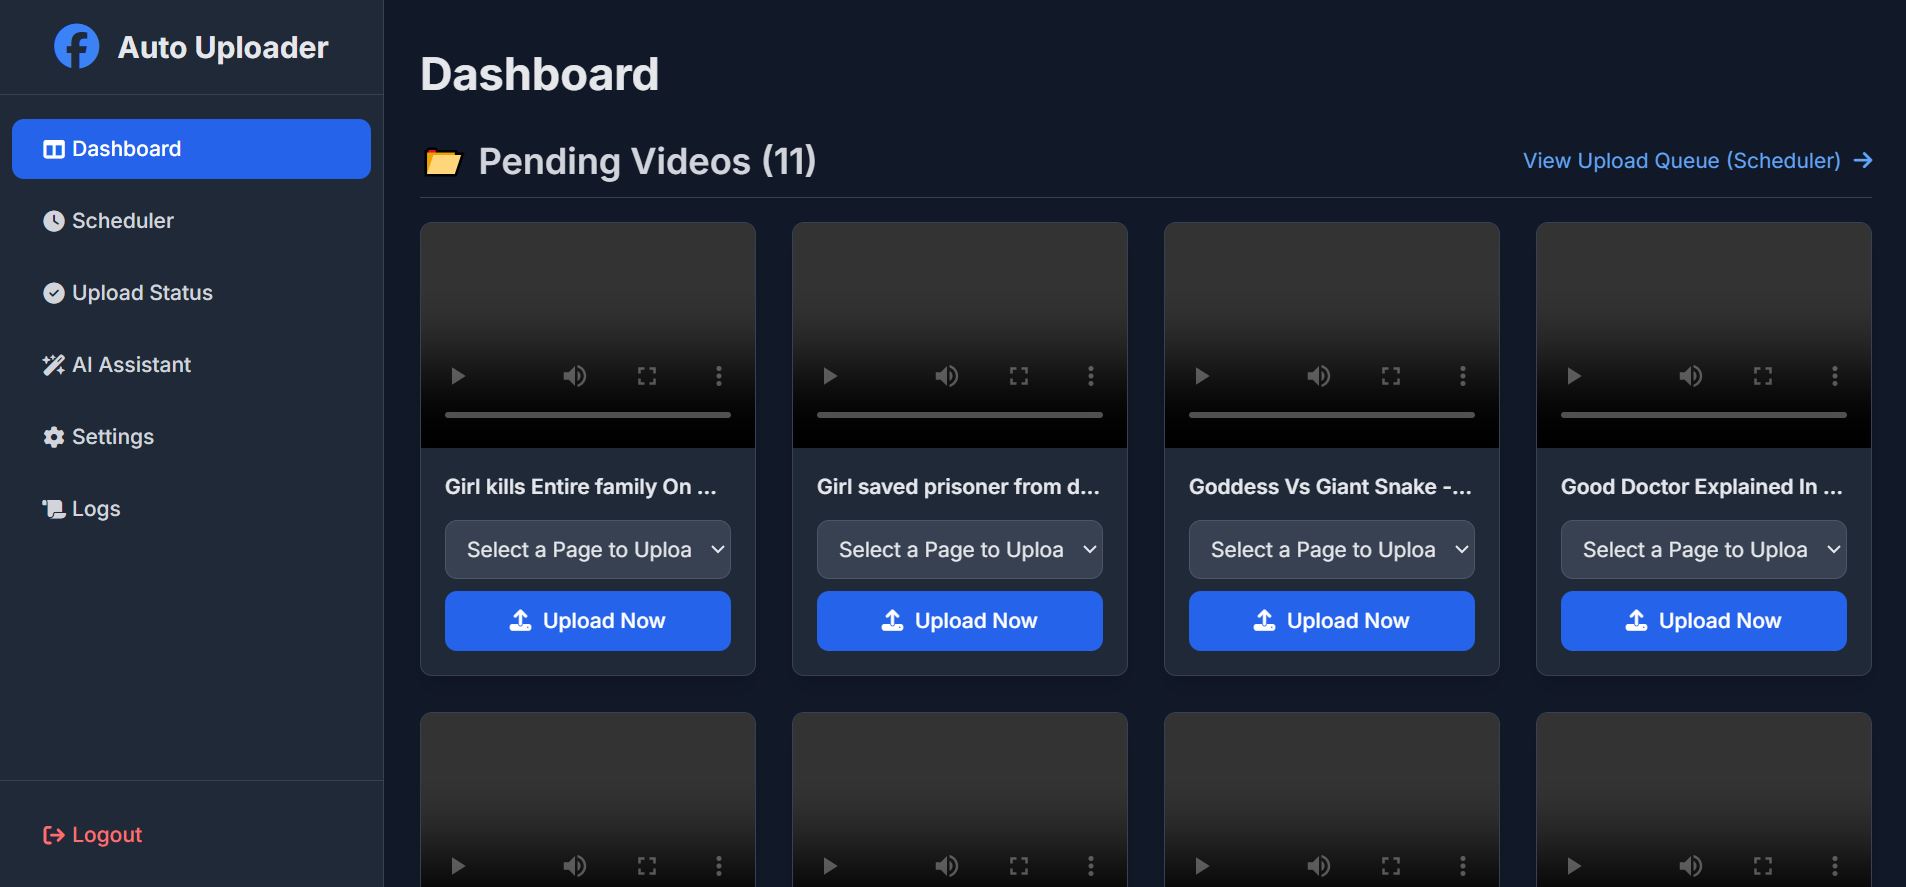 Auto Uploader
Dashboard
Scheduler
Upload Status
AI Assistant
Settings
Logs
Logout
Dashboard
Pending Videos (11)
View Upload Queue (Scheduler)
Girl kills Entire family On ...
Select a Page to Uploa
Upload Now
Girl saved prisoner from d...
Select a Page to Uploa
Upload Now
Goddess Vs Giant Snake -...
Select a Page to Uploa
Upload Now
Good Doctor Explained In ...
Select a Page to Uploa
Upload Now